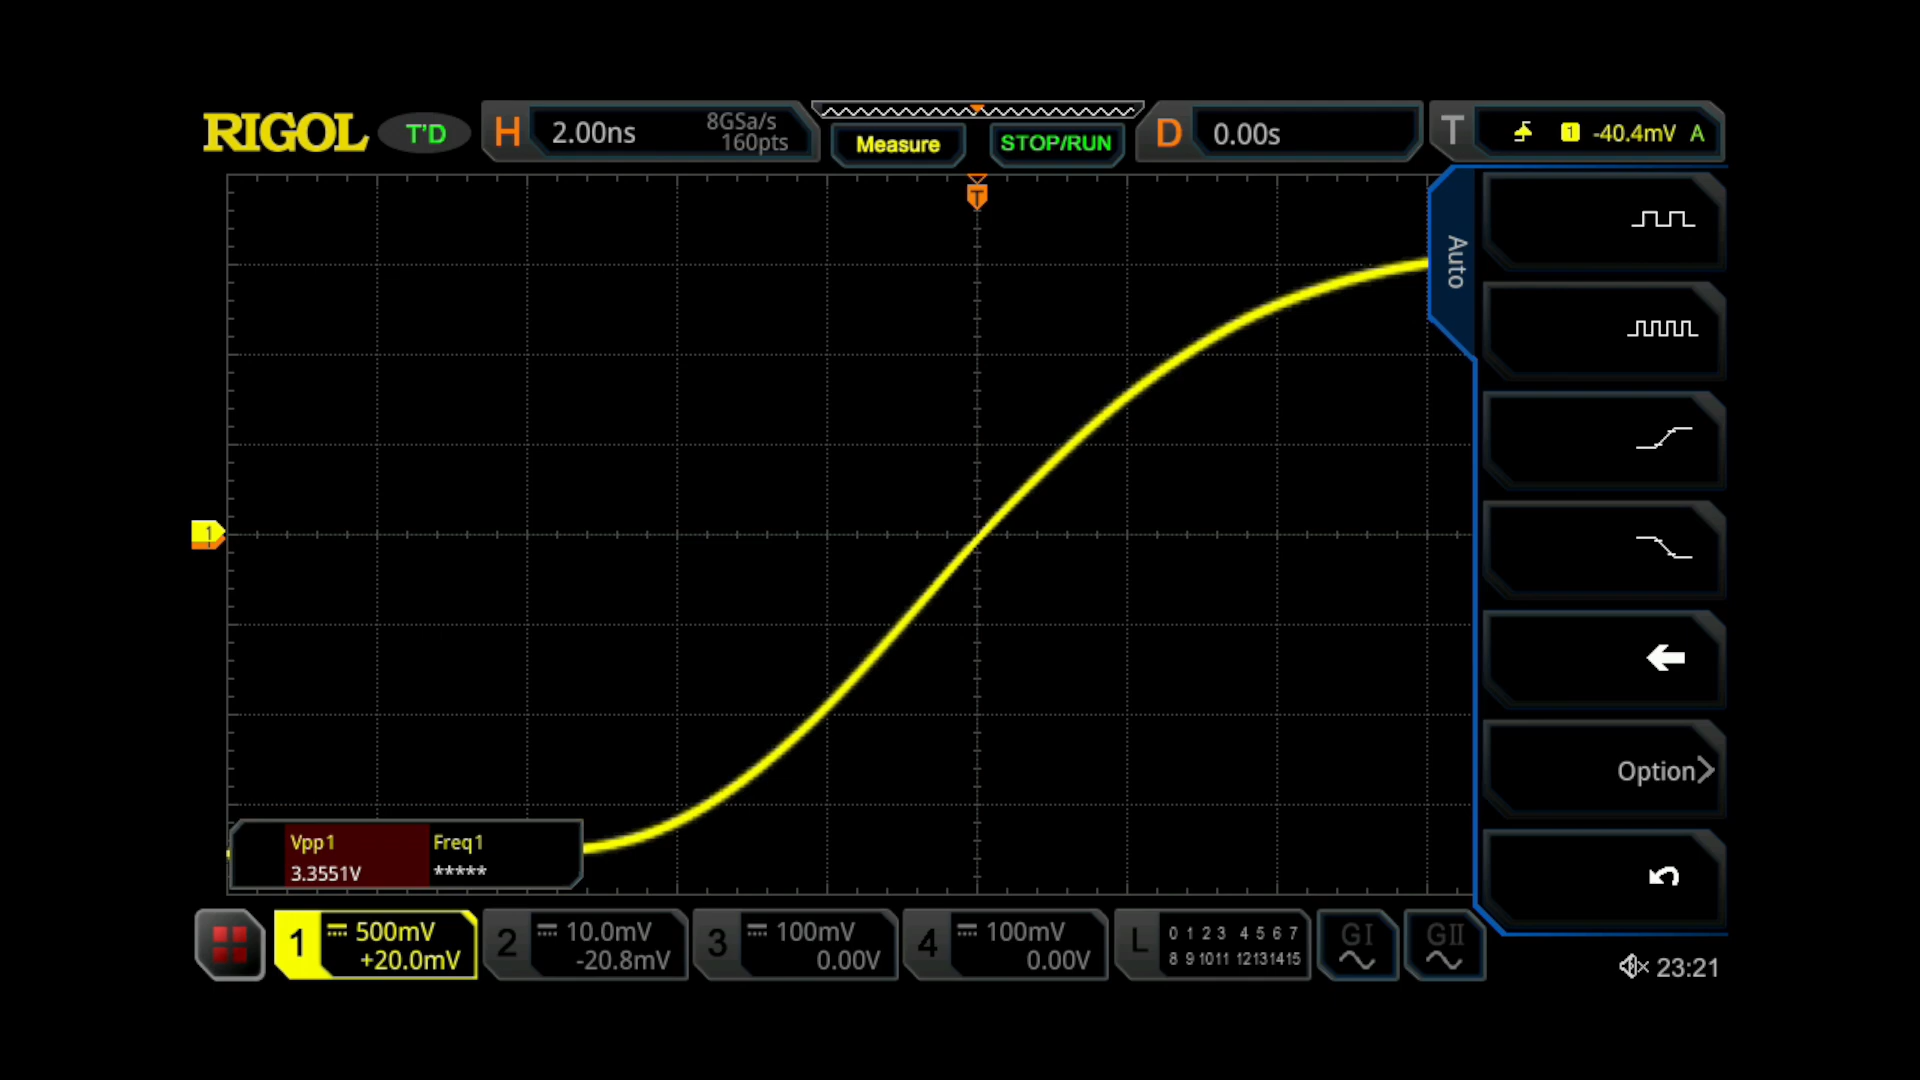 RIGOL T'D H 2.00ns 8GSa/s 160pts Measure STOP/RUN D 0.00s T 1 -40.4mV A
T
Auto
1
Option
Vpp1 Freq1
3.3551V *****
1 500mV +20.0mV 2 10.0mV -20.8mV 3 100mV 0.00V 4 100mV 0.00V L 0 1 2 3 4 5 6 7 8 9 10 11 12 13 14 15 GI GII
23:21